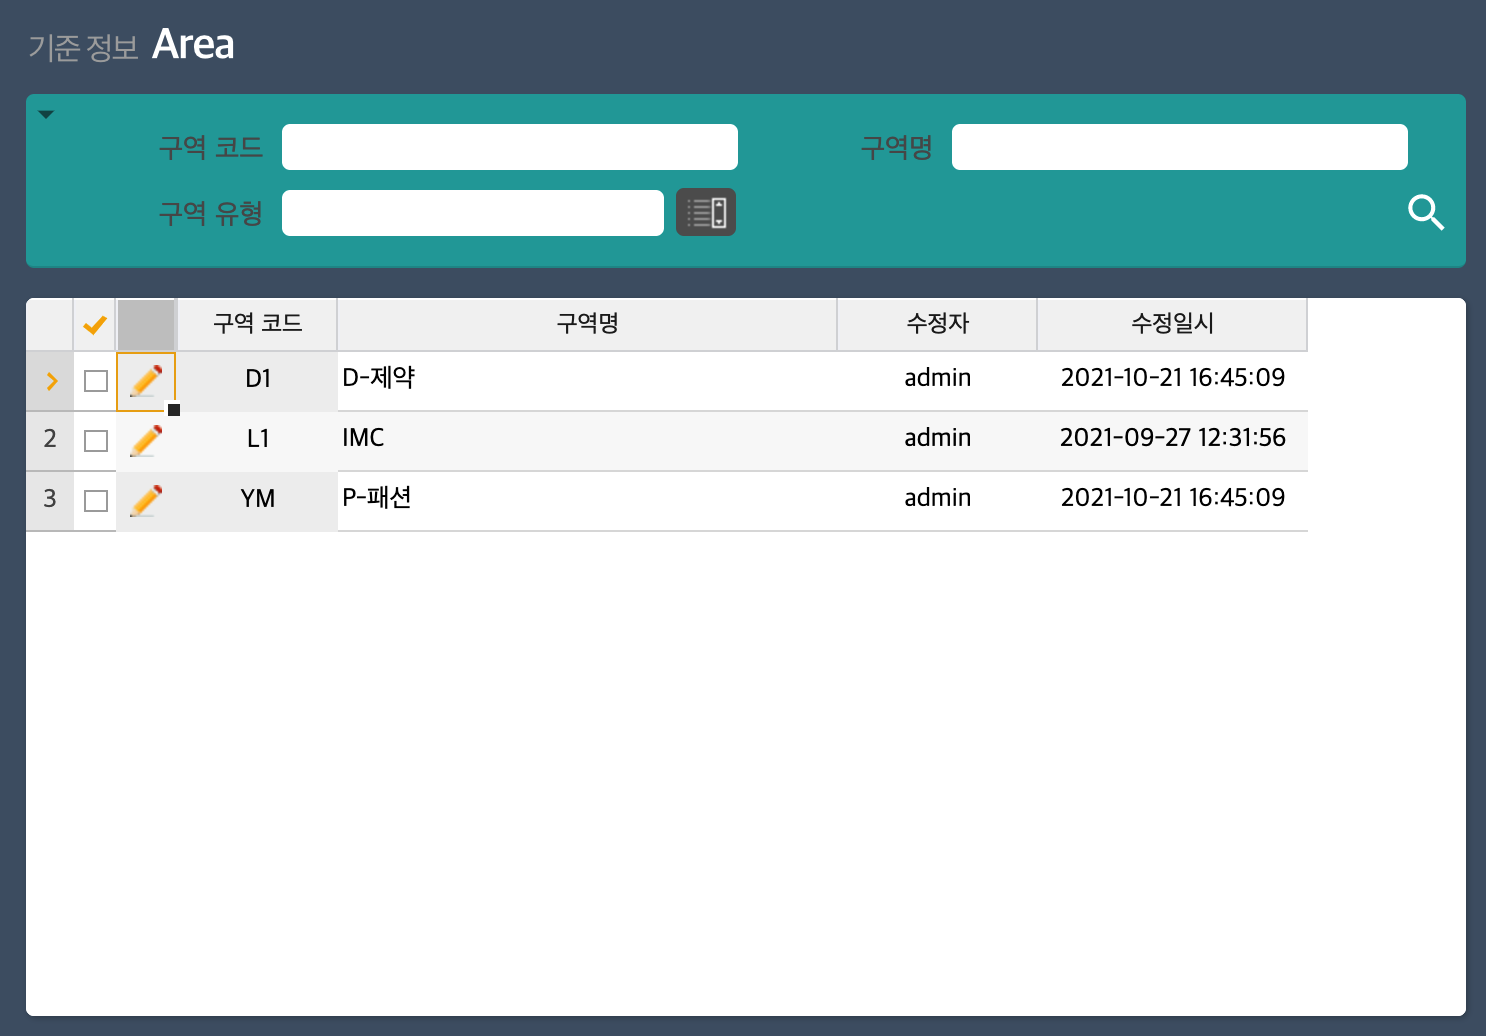 기준 정보 Area
구역 코드 구역명
구역 유형
구역 코드 구역명 수정자 수정일시
D1 D-제약 admin 2021-10-21 16:45:09
2 L1 IMC admin 2021-09-27 12:31:56
3 YM P-패션 admin 2021-10-21 16:45:09